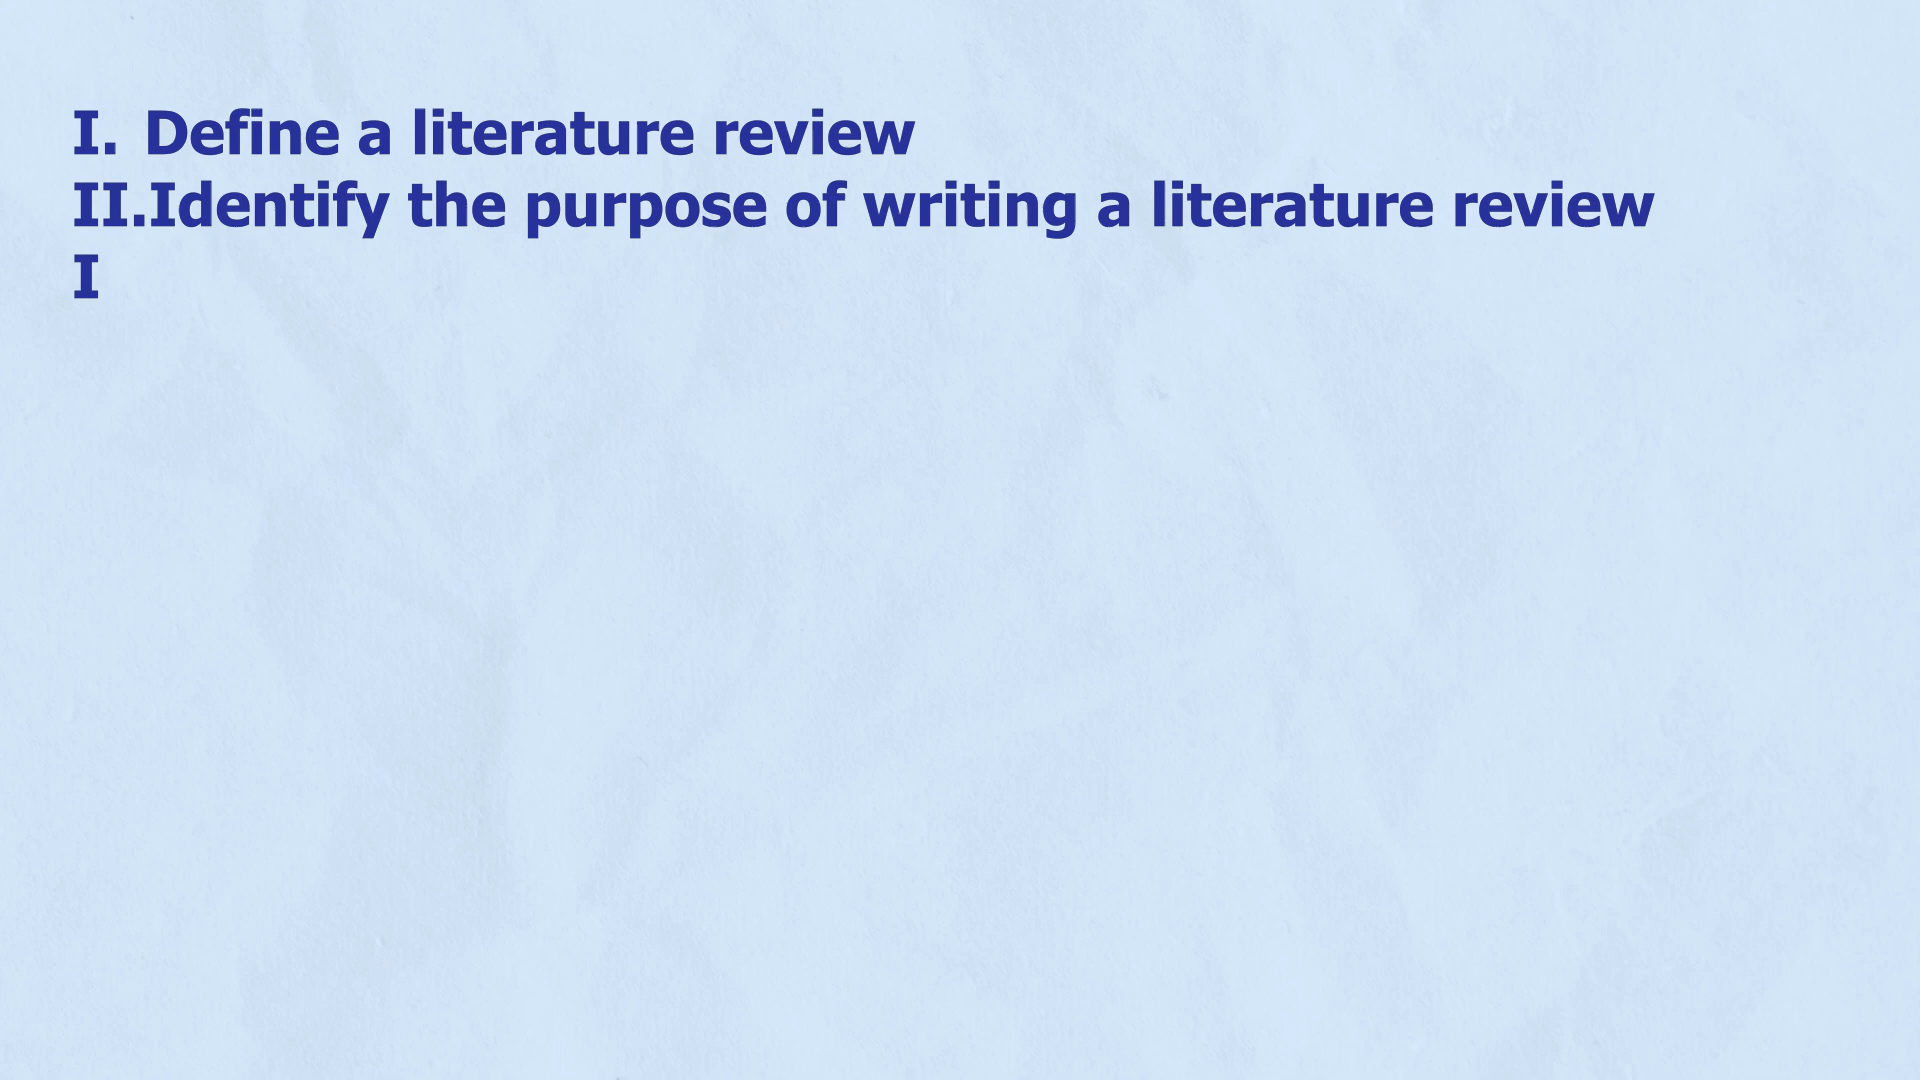 I. Define a literature review
II.Identify the purpose of writing a literature review
I